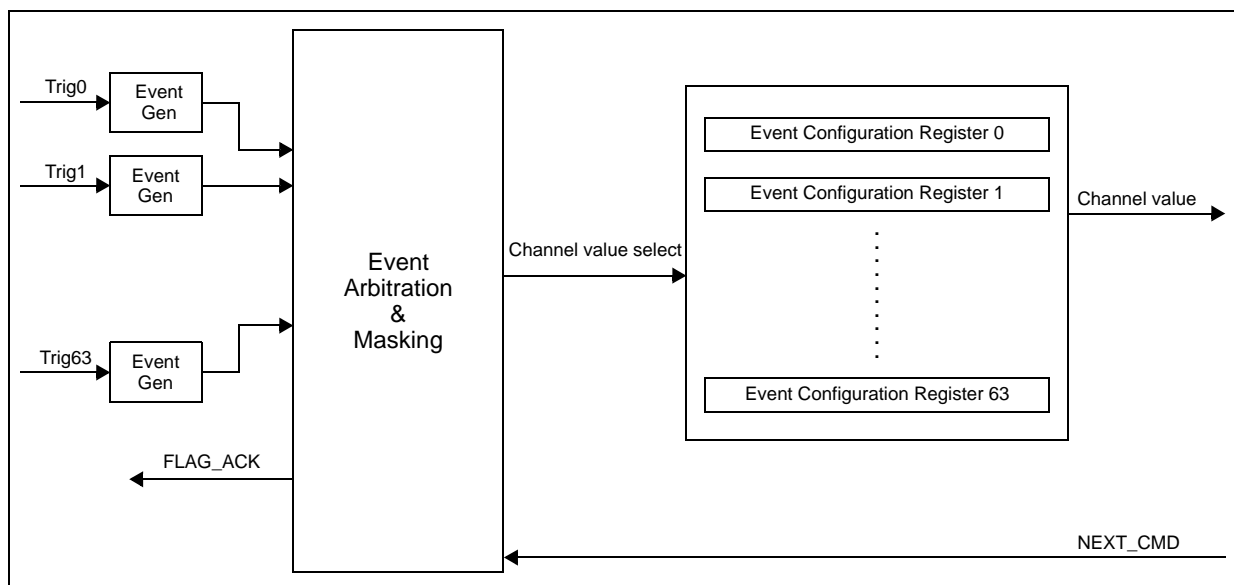 Trig0
Event
Gen
Trig1
Event
Gen
Trig63
Event
Gen
FLAG_ACK
Event
Arbitration
&
Masking
Channel value select
Event Configuration Register 0
Event Configuration Register 1
Event Configuration Register 63
Channel value
NEXT_CMD